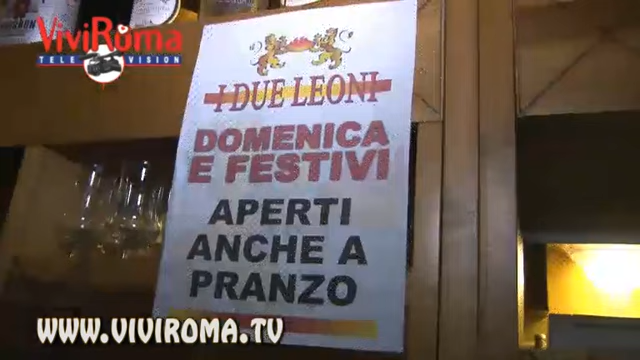 ViviRoma
TELEVISION
I DUE LEONI
DOMENICA
E FESTIVI
APERTI
ANCHE A
PRANZO
WWW.VIVIROMA.TV